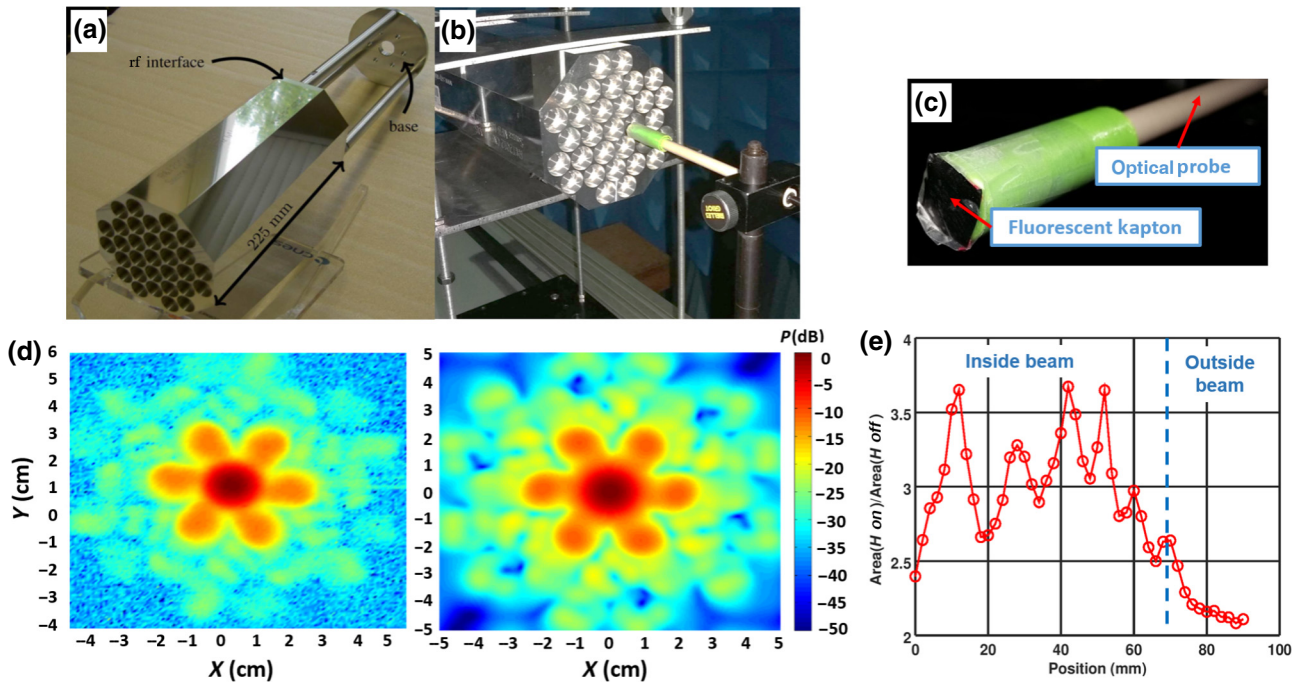 (a)
rf interface
base
225 mm
cnes
(b)
(c)
Optical probe
Fluorescent kapton
(d)
P(dB)
6
5
4
3
2
1
0
−1
−2
−3
−4
Y (cm)
−4 −3 −2 −1 0 1 2 3 4 5
X (cm)
5
4
3
2
1
0
−1
−2
−3
−4
−5
−4 −3 −2 −1 0 1 2 3 4 5
X (cm)
0
−5
−10
−15
−20
−25
−30
−35
−40
−45
−50
(e)
Inside beam
Outside
beam
4
3.5
3
2.5
2
Area(H on)/Area(H off)
0 20 40 60 80 100
Position (mm)